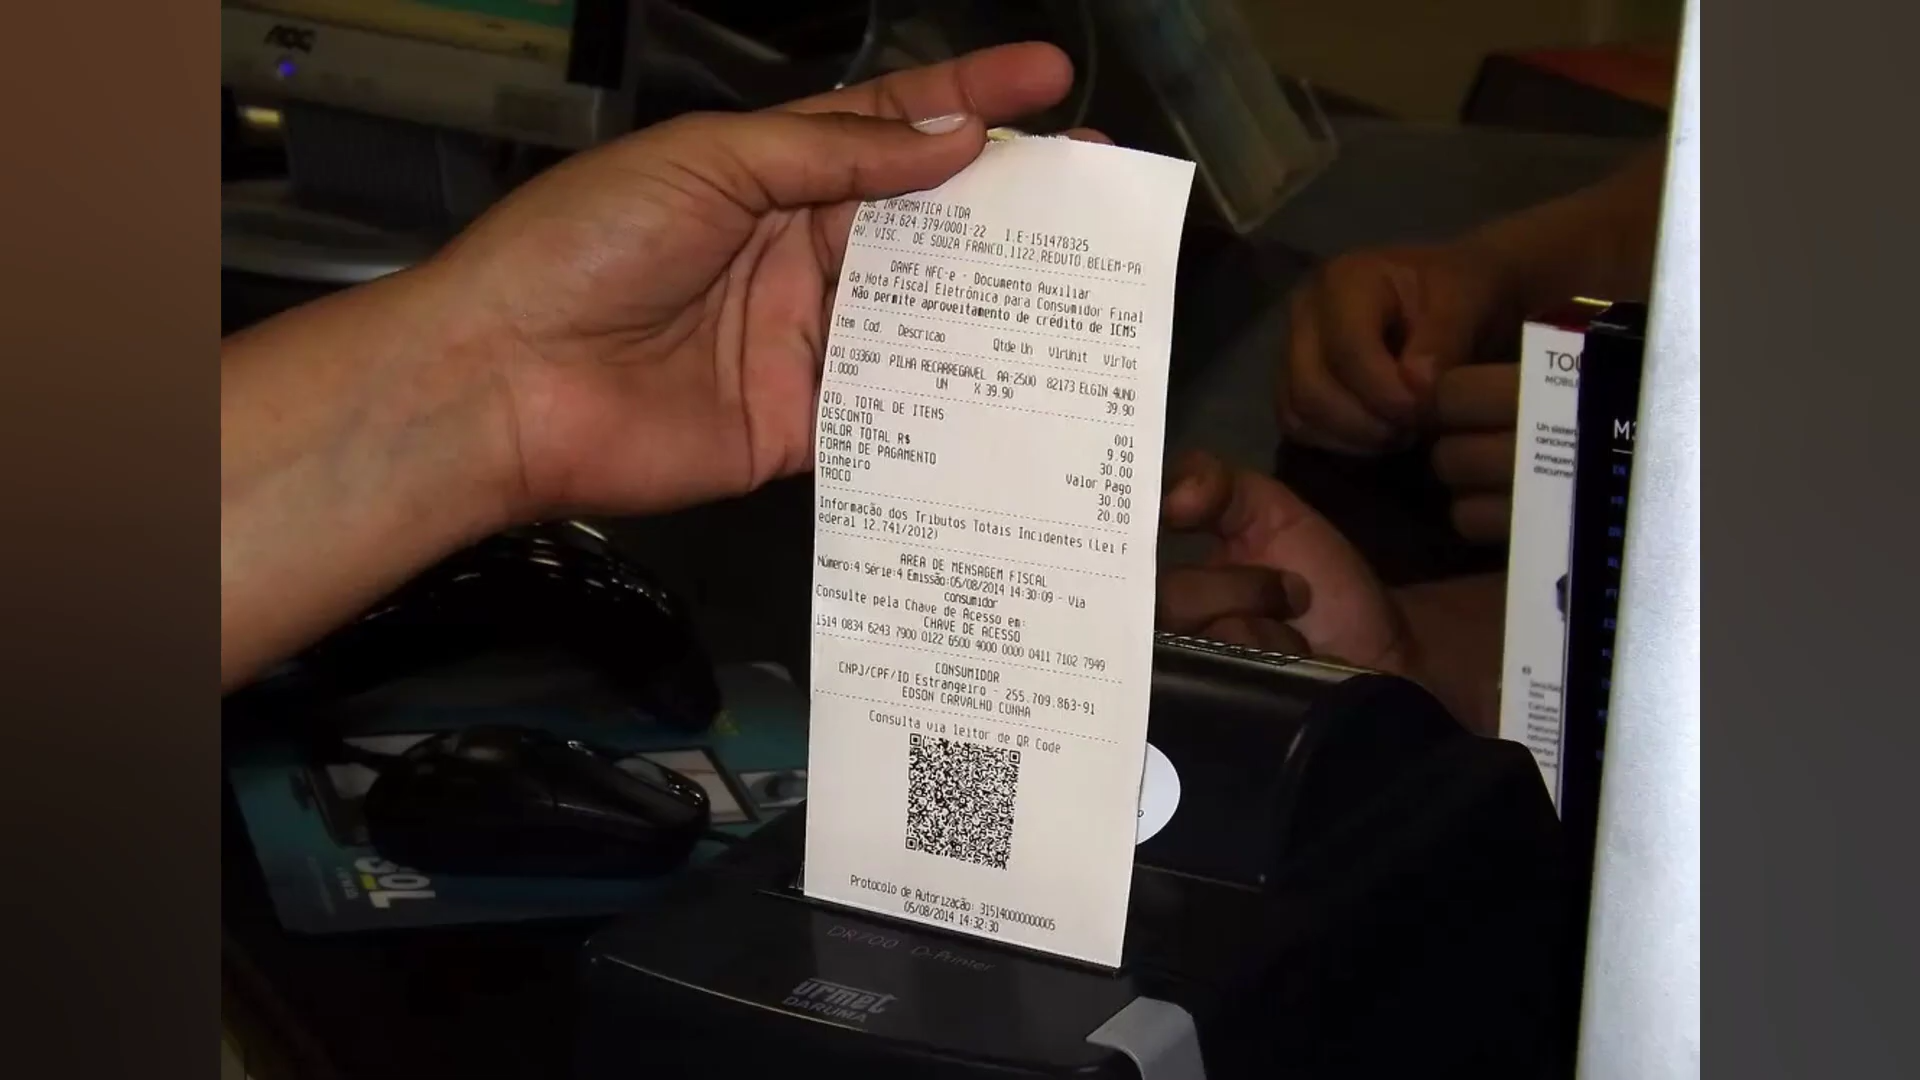 AOC
SOL INFORMATICA LTDA
CNPJ-34.624.379/0001-22 I.E-151478325
AV. VISC. DE SOUZA FRANCO,1122,REDUTO,BELEM-PA
DANFE NFC-e - Documento Auxiliar
da Nota Fiscal Eletrônica para Consumidor Final
Não permite aproveitamento de crédito de ICMS
Item Cod. Descricao Qtde Un VlrUnit VlrTot
001 033600 PILHA RECARREGAVEL AA-2500 82173 ELGIN 4UND
1.0000 UN X 39.90 39.90
QTD. TOTAL DE ITENS 001
DESCONTO 9.90
VALOR TOTAL R$ 30.00
FORMA DE PAGAMENTO Valor Pago
Dinheiro 30.00
TROCO 20.00
Informação dos Tributos Totais Incidentes (Lei F
ederal 12.741/2012)
AREA DE MENSAGEM FISCAL
Número:4 Série:4 Emissão:05/08/2014 14:30:09 - Via
consumidor
Consulte pela Chave de Acesso em:
CHAVE DE ACESSO
1514 0834 6243 7900 0122 6500 4000 0000 0411 7102 7949
CONSUMIDOR
CNPJ/CPF/ID Estrangeiro - 255.709.863-91
EDSON CARVALHO CUNHA
Consulta via leitor de QR Code
Protocolo de Autorização: 315140000000005
05/08/2014 14:32:30
DR700 D-Printer
urmet
DARUMA
SOL
TOU
MOBILE
M3